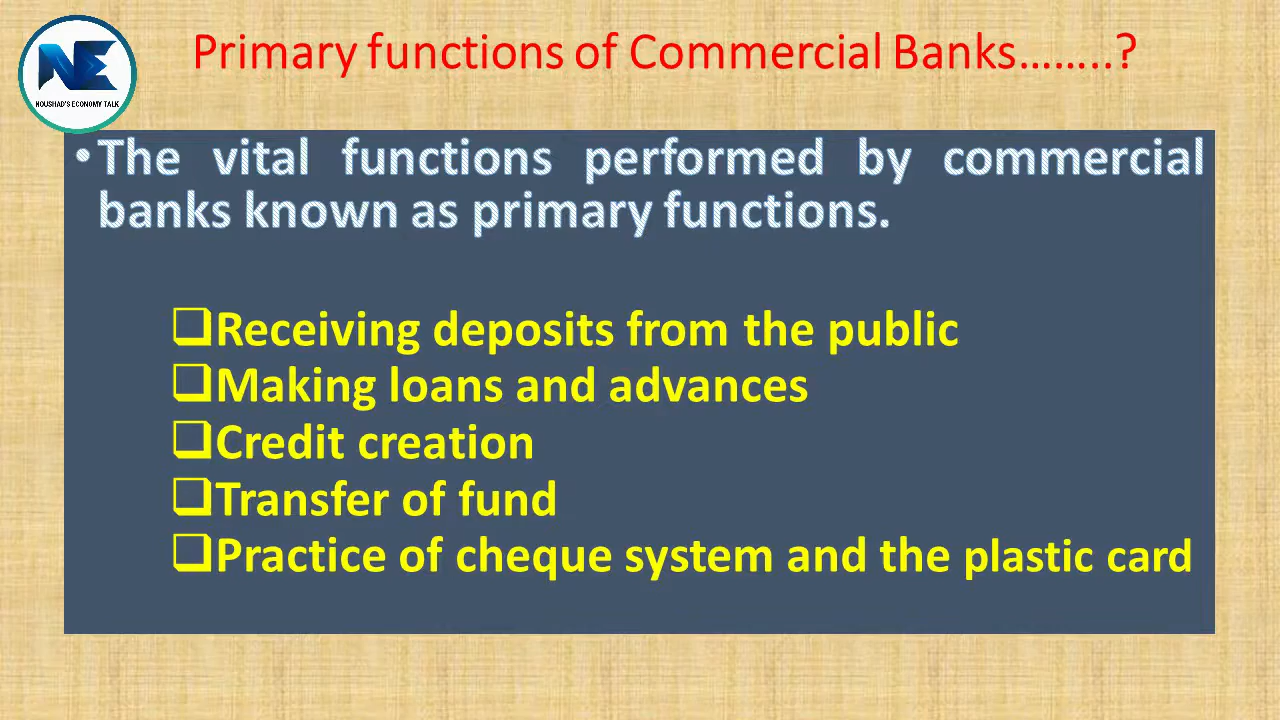 Primary functions of Commercial Banks........?
NE
NOUSHAD'S ECONOMY TALK
•The vital functions performed by commercial
banks known as primary functions.
❑Receiving deposits from the public
❑Making loans and advances
❑Credit creation
❑Transfer of fund
❑Practice of cheque system and the plastic card